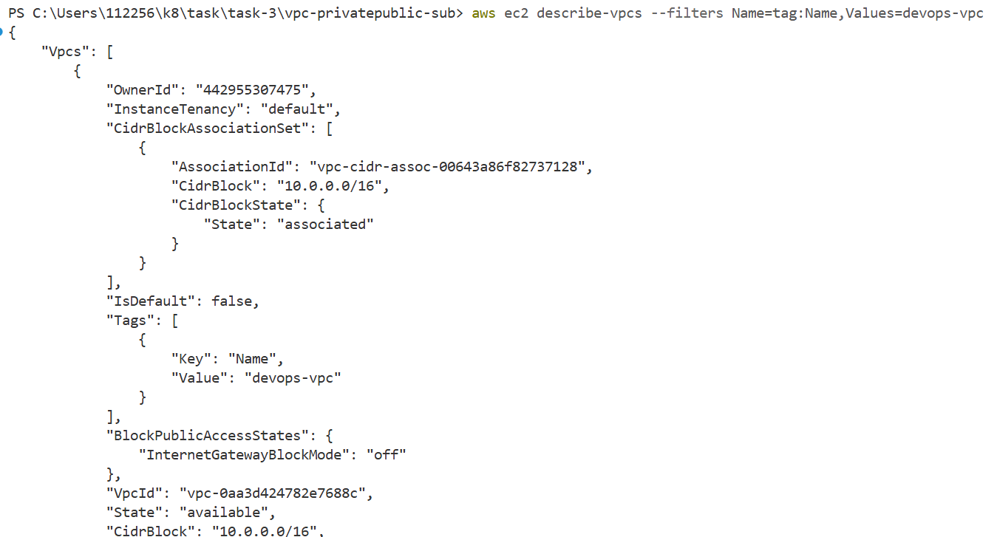 PS C:\Users\112256\k8\task\task-3\vpc-privatepublic-sub> aws ec2 describe-vpcs --filters Name=tag:Name,Values=devops-vpc
{
    "Vpcs": [
        {
            "OwnerId": "442955307475",
            "InstanceTenancy": "default",
            "CidrBlockAssociationSet": [
                {
                    "AssociationId": "vpc-cidr-assoc-00643a86f82737128",
                    "CidrBlock": "10.0.0.0/16",
                    "CidrBlockState": {
                        "State": "associated"
                    }
                }
            ],
            "IsDefault": false,
            "Tags": [
                {
                    "Key": "Name",
                    "Value": "devops-vpc"
                }
            ],
            "BlockPublicAccessStates": {
                "InternetGatewayBlockMode": "off"
            },
            "VpcId": "vpc-0aa3d424782e7688c",
            "State": "available",
            "CidrBlock": "10.0.0.0/16",